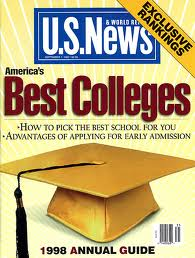 & WORLD REPORT
U.S. News
EXCLUSIVE
RANKINGS
America's
Best Colleges
• HOW TO PICK THE BEST SCHOOL FOR YOU
• ADVANTAGES OF APPLYING FOR EARLY ADMISSION
1998 ANNUAL GUIDE